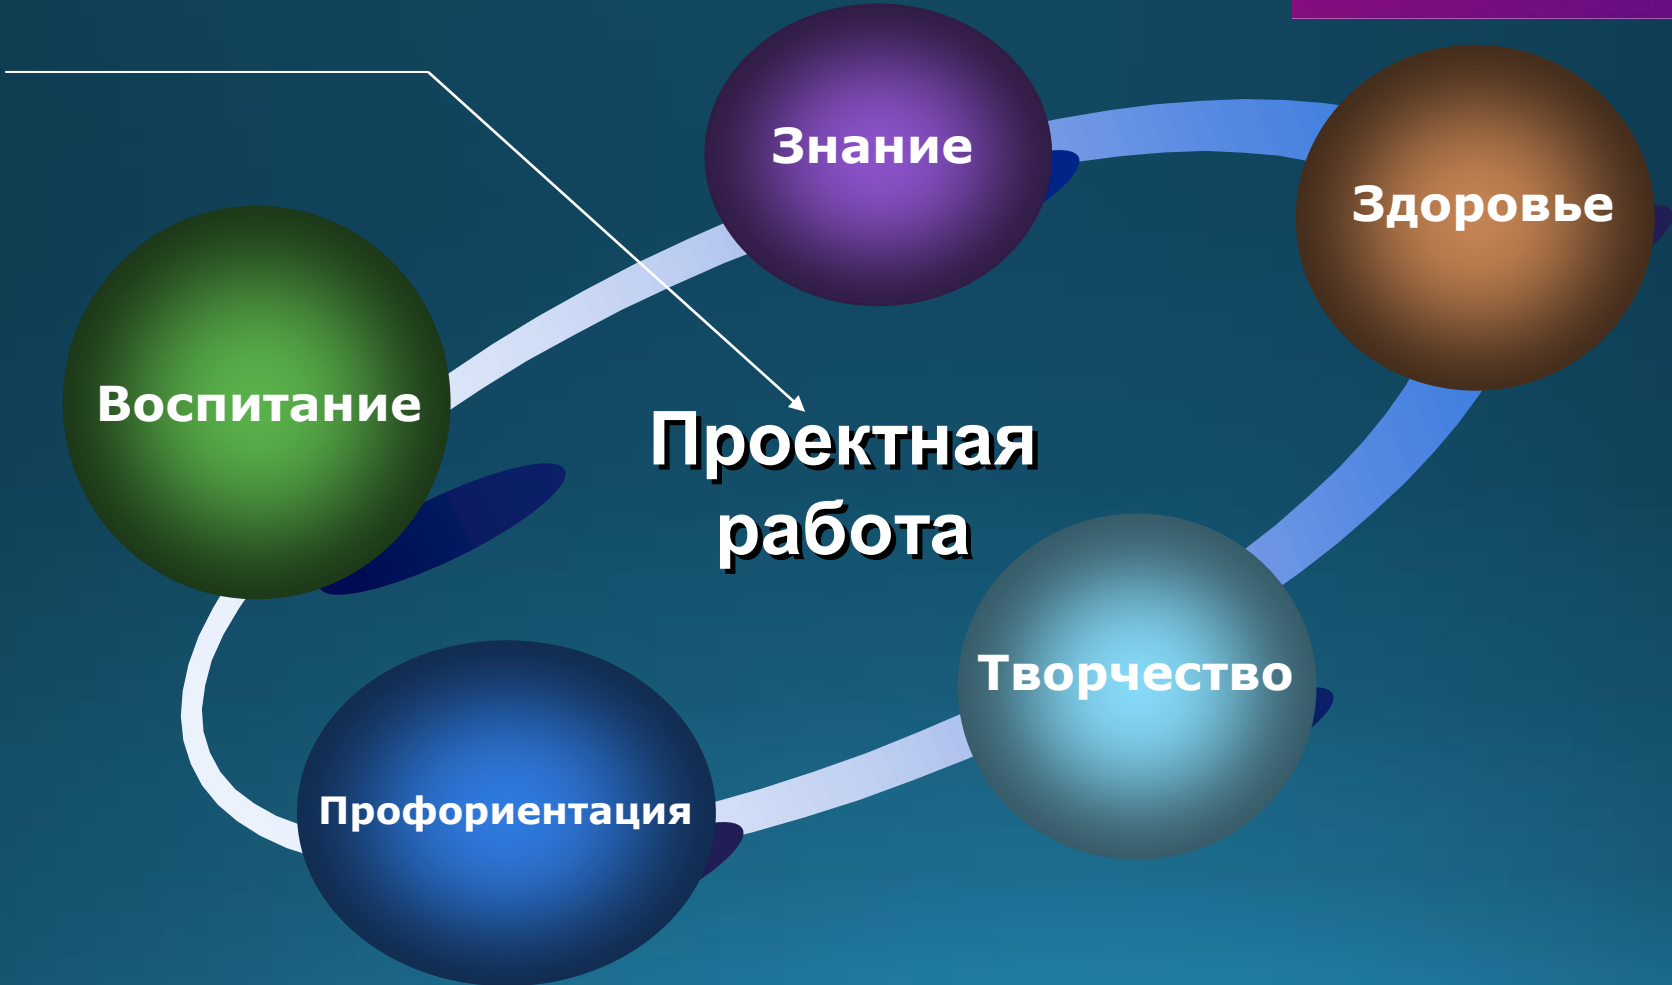 Знание
Здоровье
Воспитание
Проектная
работа
Творчество
Профориентация